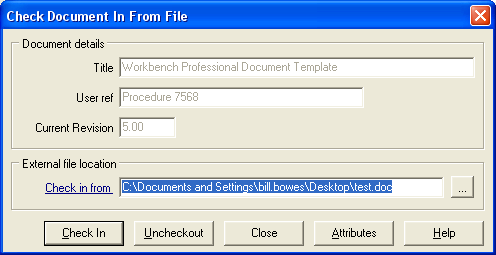 Check Document In From File
Document details
Title Workbench Professional Document Template
User ref Procedure 7568
Current Revision 5.00
External file location
Check in from C:\Documents and Settings\bill.bowes\Desktop\test.doc ...
Check In Uncheckout Close Attributes Help